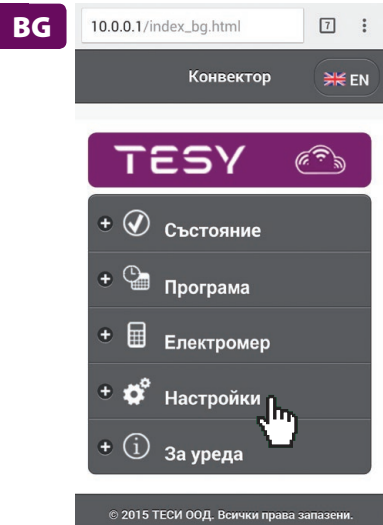 BG
10.0.0.1/index_bg.html 7
Конвектор EN
TESY
Състояние
Програма
Електромер
Настройки
За уреда
© 2015 ТЕСИ ООД. Всички права запазени.